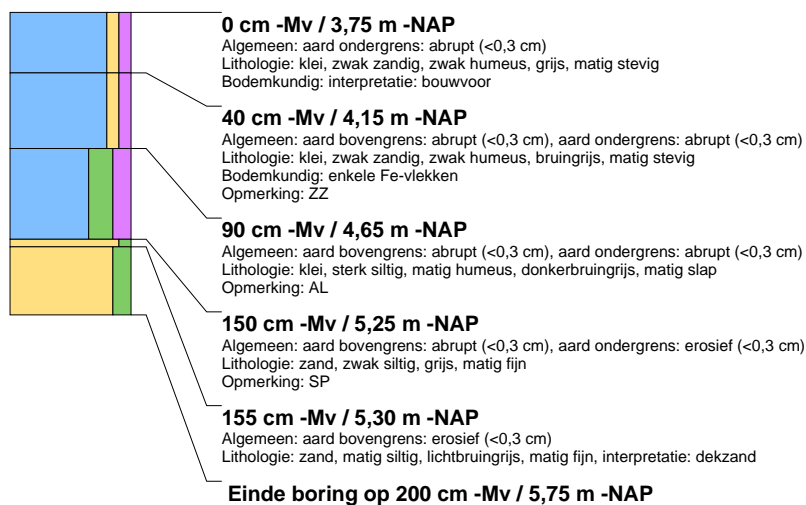 0 cm -Mv / 3,75 m -NAP
Algemeen: aard ondergrens: abrupt (<0,3 cm)
Lithologie: klei, zwak zandig, zwak humeus, grijs, matig stevig
Bodemkundig: interpretatie: bouwvoor
40 cm -Mv / 4,15 m -NAP
Algemeen: aard bovengrens: abrupt (<0,3 cm), aard ondergrens: abrupt (<0,3 cm)
Lithologie: klei, zwak zandig, zwak humeus, bruingrijs, matig stevig
Bodemkundig: enkele Fe-vlekken
Opmerking: ZZ
90 cm -Mv / 4,65 m -NAP
Algemeen: aard bovengrens: abrupt (<0,3 cm), aard ondergrens: abrupt (<0,3 cm)
Lithologie: klei, sterk siltig, matig humeus, donkerbruingrijs, matig slap
Opmerking: AL
150 cm -Mv / 5,25 m -NAP
Algemeen: aard bovengrens: abrupt (<0,3 cm), aard ondergrens: erosief (<0,3 cm)
Lithologie: zand, zwak siltig, grijs, matig fijn
Opmerking: SP
155 cm -Mv / 5,30 m -NAP
Algemeen: aard bovengrens: erosief (<0,3 cm)
Lithologie: zand, matig siltig, lichtbruingrijs, matig fijn, interpretatie: dekzand
Einde boring op 200 cm -Mv / 5,75 m -NAP